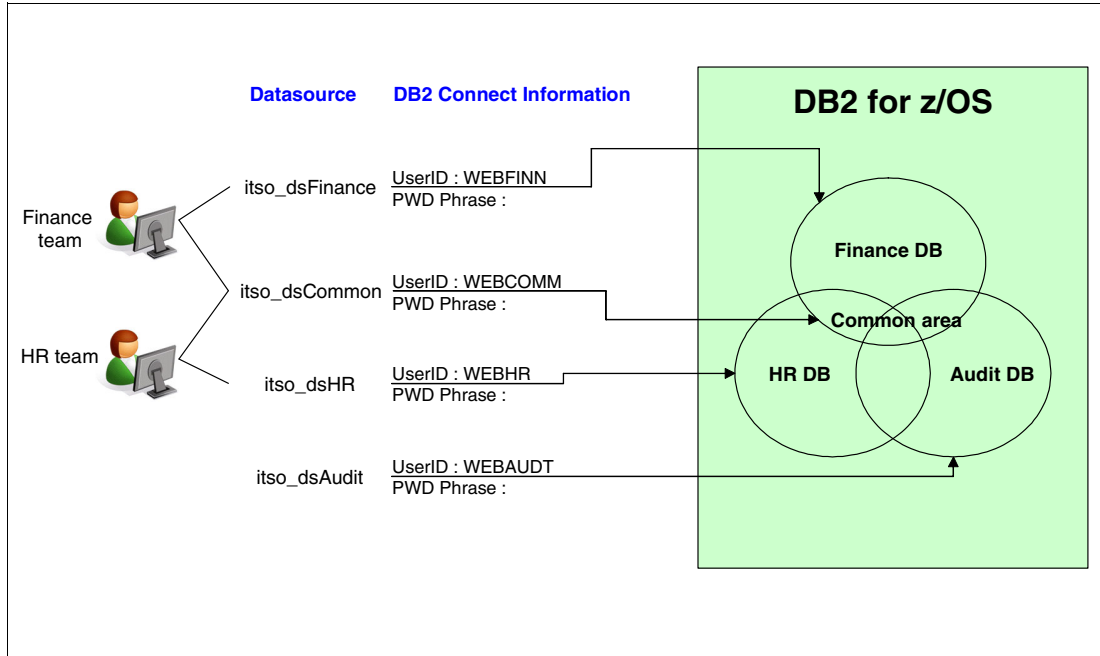 Datasource
DB2 Connect Information
DB2 for z/OS
Finance
team
HR team
itso_dsFinance
UserID : WEBFINN
PWD Phrase :
itso_dsCommon
UserID : WEBCOMM
PWD Phrase :
itso_dsHR
UserID : WEBHR
PWD Phrase :
itso_dsAudit
UserID : WEBAUDT
PWD Phrase :
Finance DB
Common area
HR DB
Audit DB